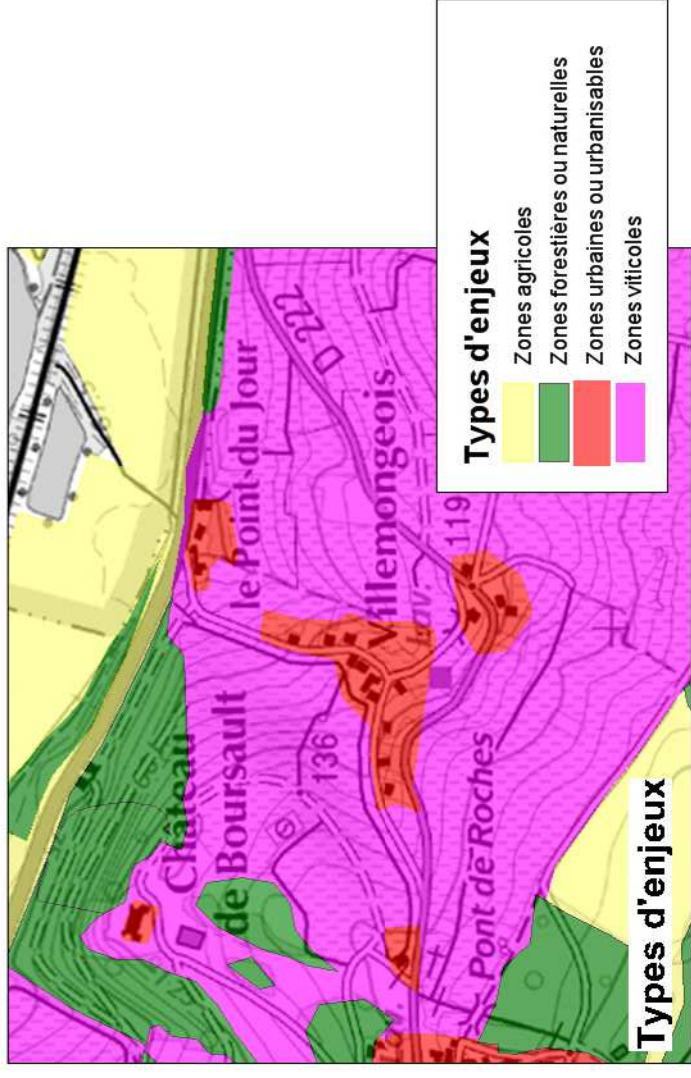 le Point du Jour
D 222
Château
de Boursault
Villemongeois
136
119
Pont de Roches
Types d'enjeux
Types d'enjeux
Zones agricoles
Zones forestières ou naturelles
Zones urbaines ou urbanisables
Zones viticoles